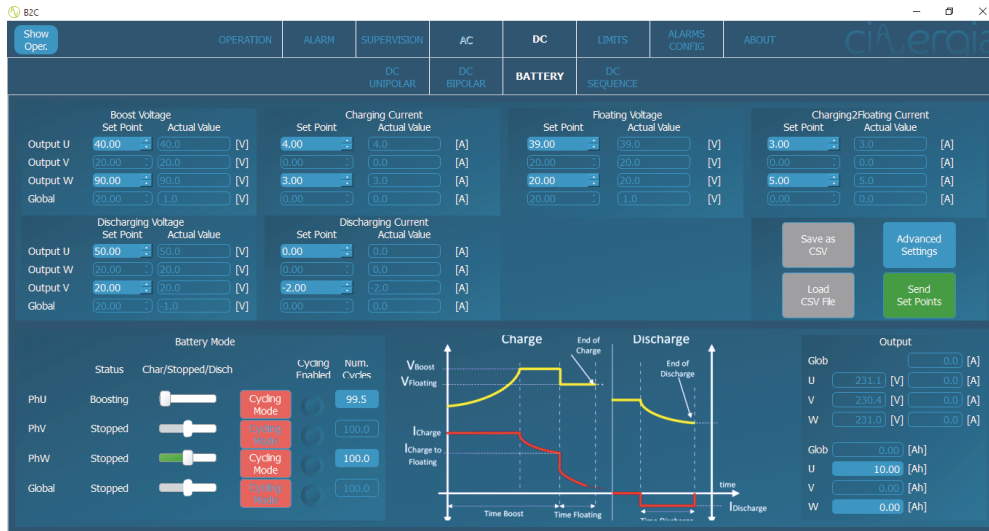 B2C
Show
Oper.
OPERATION ALARM SUPERVISION AC DC LIMITS ALARMS CONFIG ABOUT
DC UNIPOLAR DC BIPOLAR BATTERY DC SEQUENCE
Boost Voltage Charging Current Floating Voltage Charging2Floating Current
Set Point Actual Value Set Point Actual Value Set Point Actual Value Set Point Actual Value
Output U 40.00 40.0 [V] 4.00 4.0 [A] 39.00 39.0 [V] 3.00 3.0 [A]
Output V 20.00 20.0 [V] 0.00 0.0 [A] 20.00 20.0 [V] 0.00 0.0 [A]
Output W 90.00 90.0 [V] 3.00 3.0 [A] 20.00 20.0 [V] 5.00 5.0 [A]
Global 20.00 1.0 [V] 0.00 0.0 [A] 20.00 1.0 [V] 0.00 0.0 [A]
Discharging Voltage Discharging Current
Set Point Actual Value Set Point Actual Value
Output U 50.00 50.0 [V] 0.00 0.0 [A]
Output W 20.00 20.0 [V] 0.00 0.0 [A]
Output V 20.00 20.0 [V] -2.00 -2.0 [A]
Global 20.00 -1.0 [V] 0.00 0.0 [A]
Save as CSV
Advanced Settings
Load CSV File
Send Set Points
Battery Mode
Status Char/Stopped/Disch Cycling Enabled Num. Cycles
PhU Boosting Cycling Mode 99.5
PhV Stopped Cycling Mode 100.0
PhW Stopped Cycling Mode 100.0
Global Stopped Cycling Mode 100.0
Charge
End of Charge
Discharge
End of Discharge
VBoost
VFloating
ICharge
ICharge to Floating
time
Time Boost
Time Floating
Time Discharge
IDischarge
Output
Glob 0.0 [A]
U 231.1 [V] 0.0 [A]
V 230.4 [V] 0.0 [A]
W 231.0 [V] 0.0 [A]
Glob 0.00 [Ah]
U 10.00 [Ah]
V 0.00 [Ah]
W 0.00 [Ah]